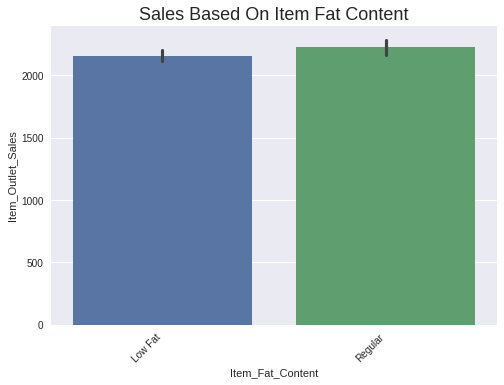 Sales Based On Item Fat Content
Item_Outlet_Sales
2000
1500
1000
500
0
Low Fat
Regular
Item_Fat_Content